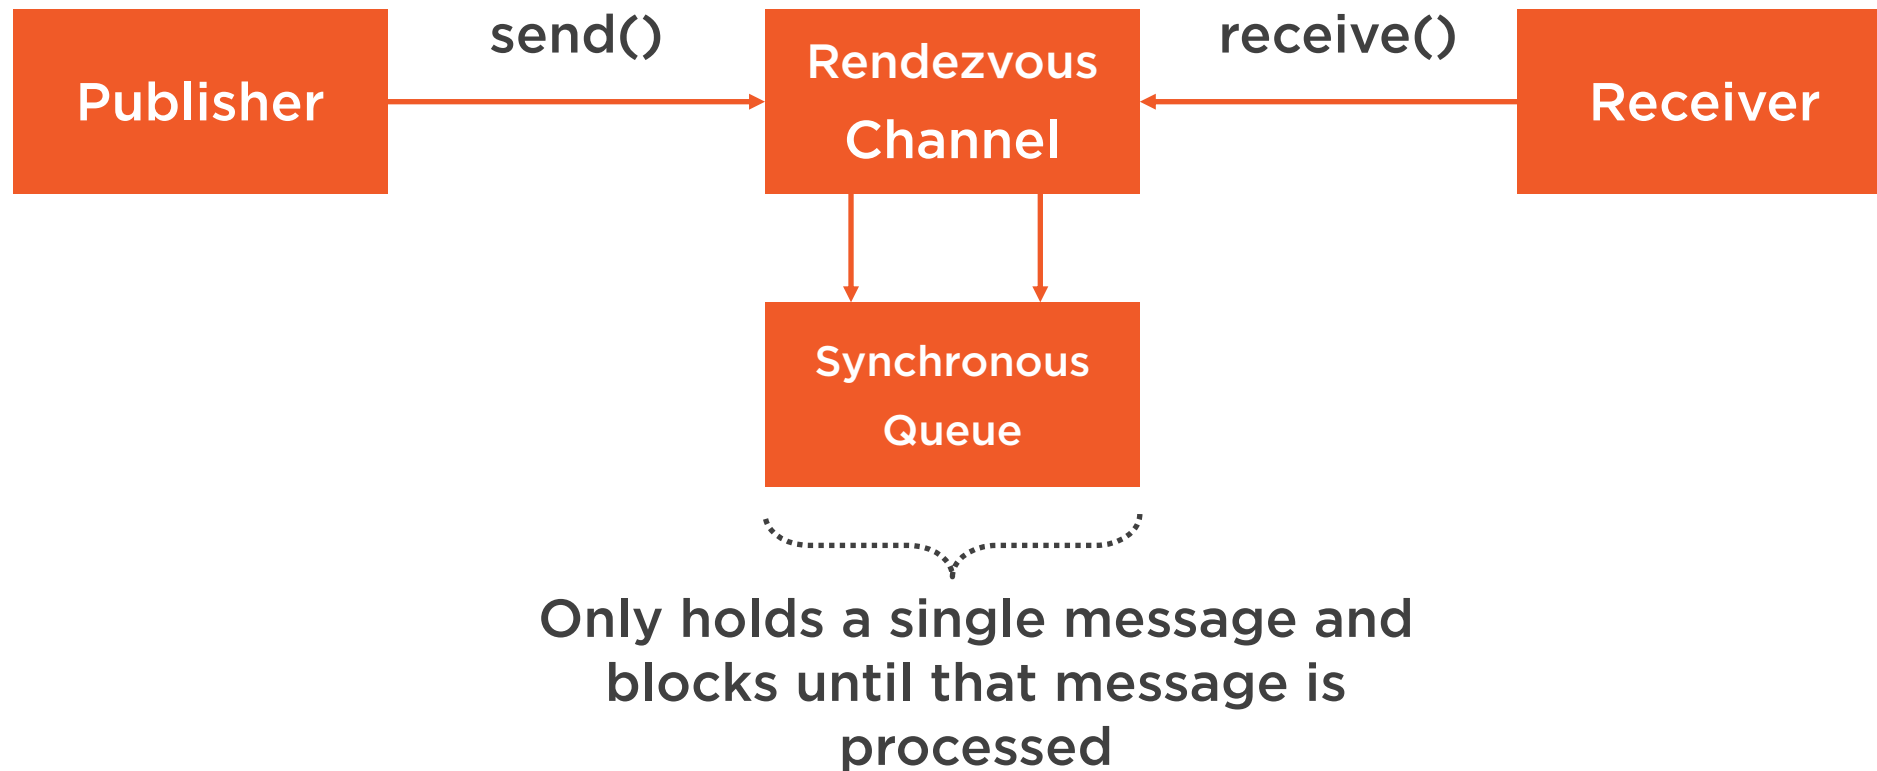 send()
receive()
Publisher
Rendezvous
Channel
Receiver
Synchronous
Queue
Only holds a single message and
blocks until that message is
processed